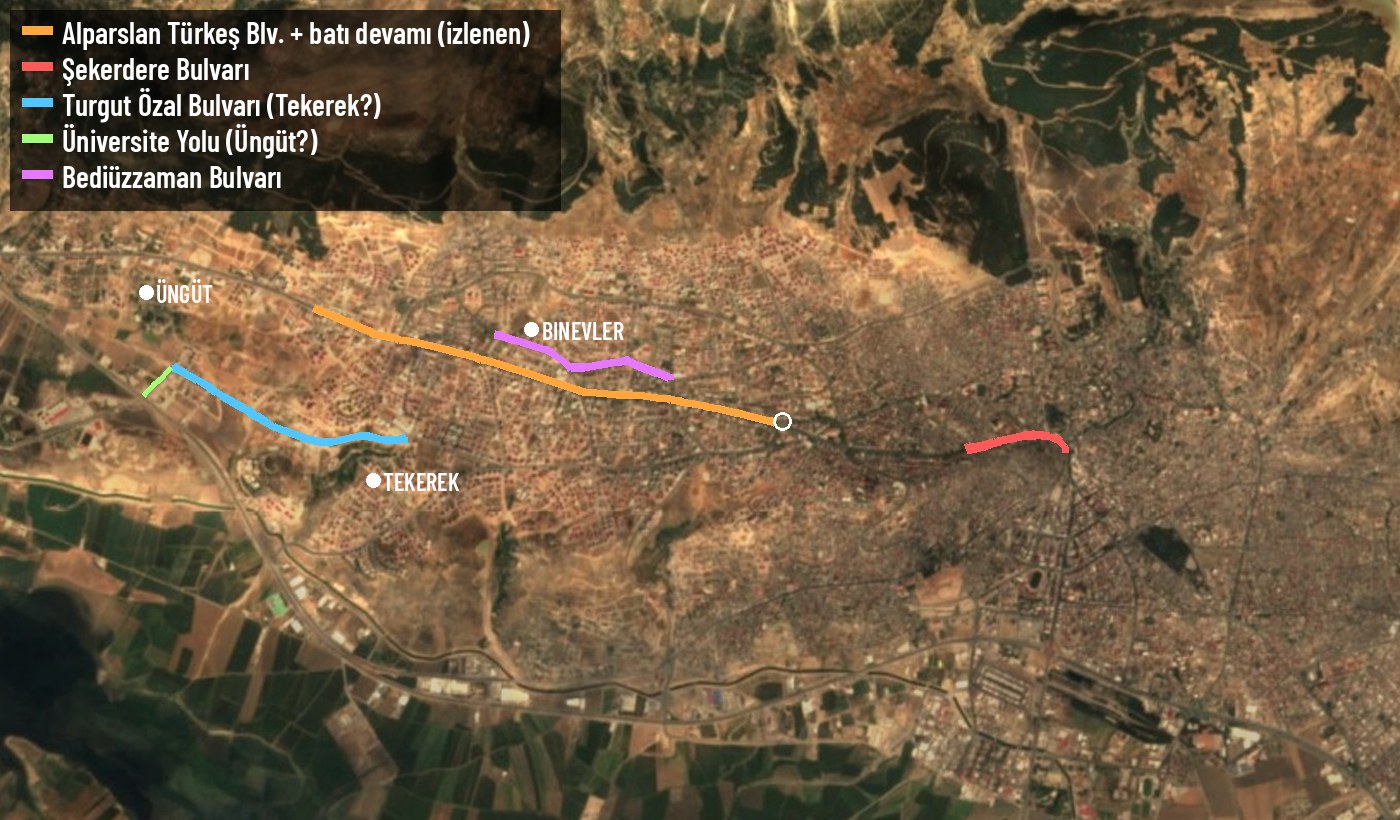 Alparslan Türkeş Blv. + batı devamı (izlenen)
Şekerdere Bulvarı
Turgut Özal Bulvarı (Tekerek?)
Üniversite Yolu (Üngüt?)
Bediüzzaman Bulvarı
ÜNGÜT
BINEVLER
TEKEREK